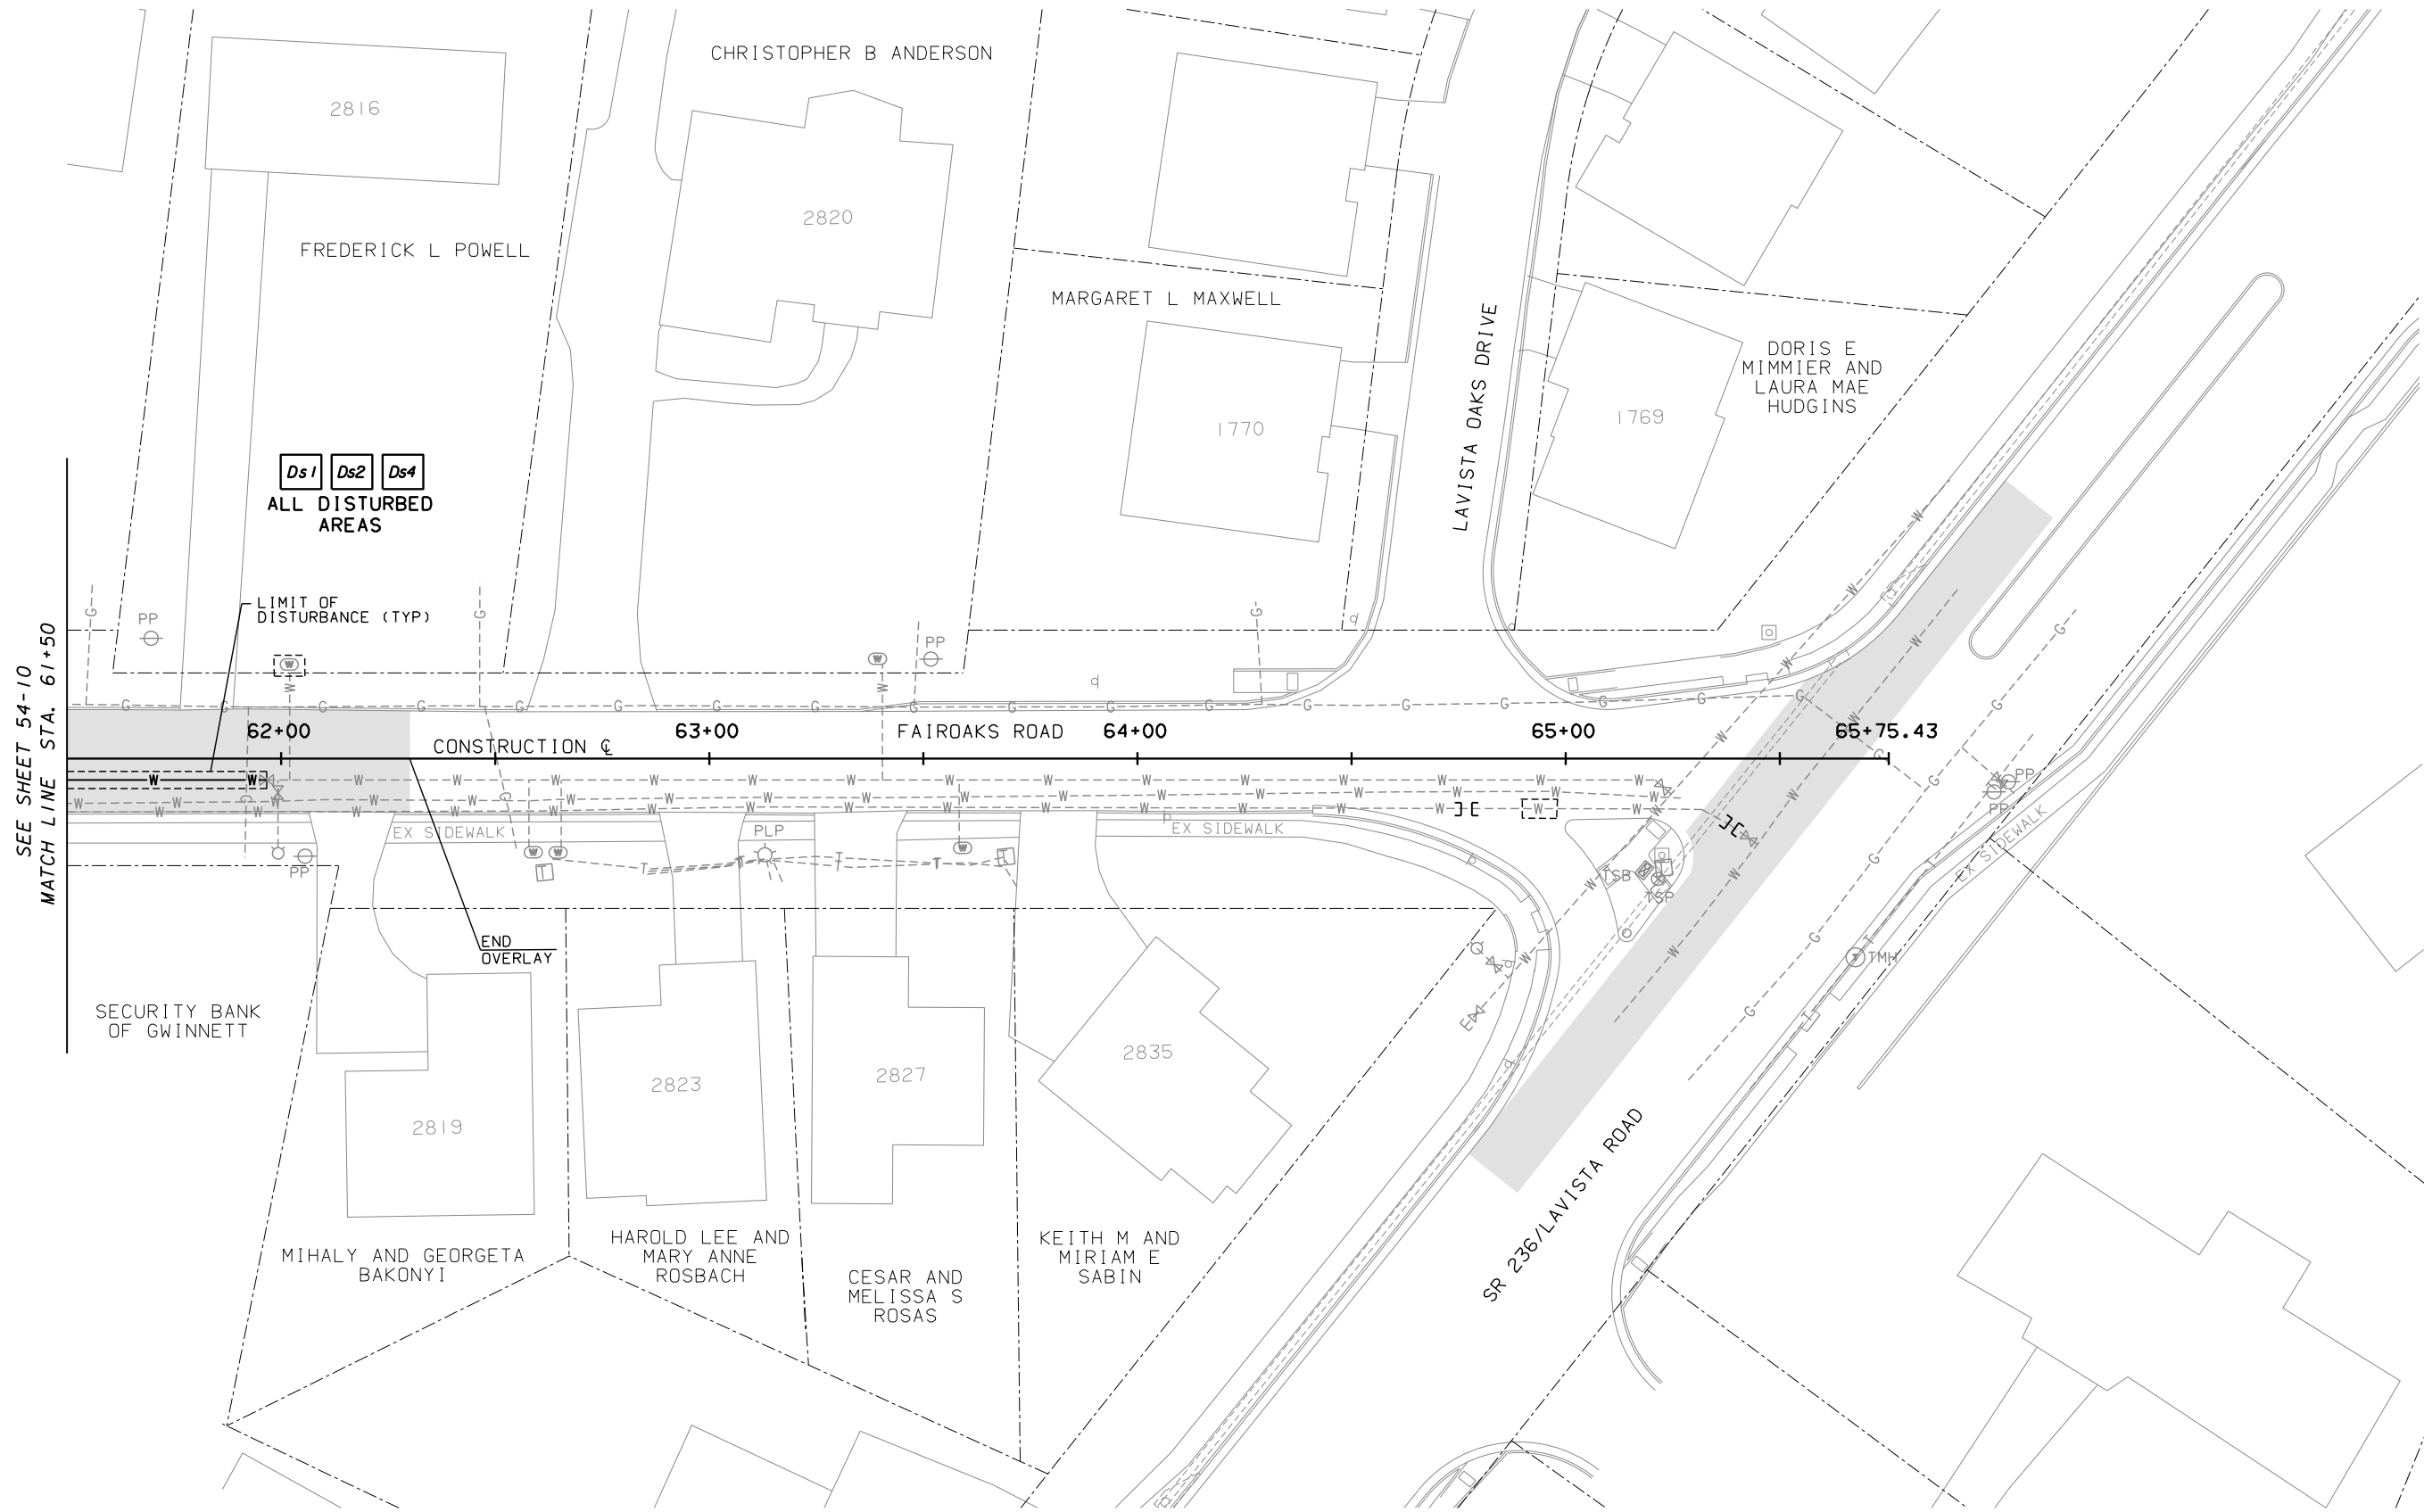 CHRISTOPHER B ANDERSON
2816
2820
FREDERICK L POWELL
MARGARET L MAXWELL
LAVISTA OAKS DRIVE
DORIS E
MIMMIER AND
LAURA MAE
HUDGINS
1770
1769
Ds1 Ds2 Ds4
ALL DISTURBED
AREAS
LIMIT OF
DISTURBANCE (TYP)
PP
PP
SEE SHEET 54-10
MATCH LINE STA. 61+50
62+00
63+00
FAIROAKS ROAD
64+00
65+00
65+75.43
CONSTRUCTION ℄
EX SIDEWALK
PLP
EX SIDEWALK
PP
PP
PP
EX SIDEWALK
TSB
TSP
TMH
END
OVERLAY
SECURITY BANK
OF GWINNETT
2819
2823
2827
2835
MIHALY AND GEORGETA
BAKONYI
HAROLD LEE AND
MARY ANNE
ROSBACH
CESAR AND
MELISSA S
ROSAS
KEITH M AND
MIRIAM E
SABIN
SR 236/LAVISTA ROAD